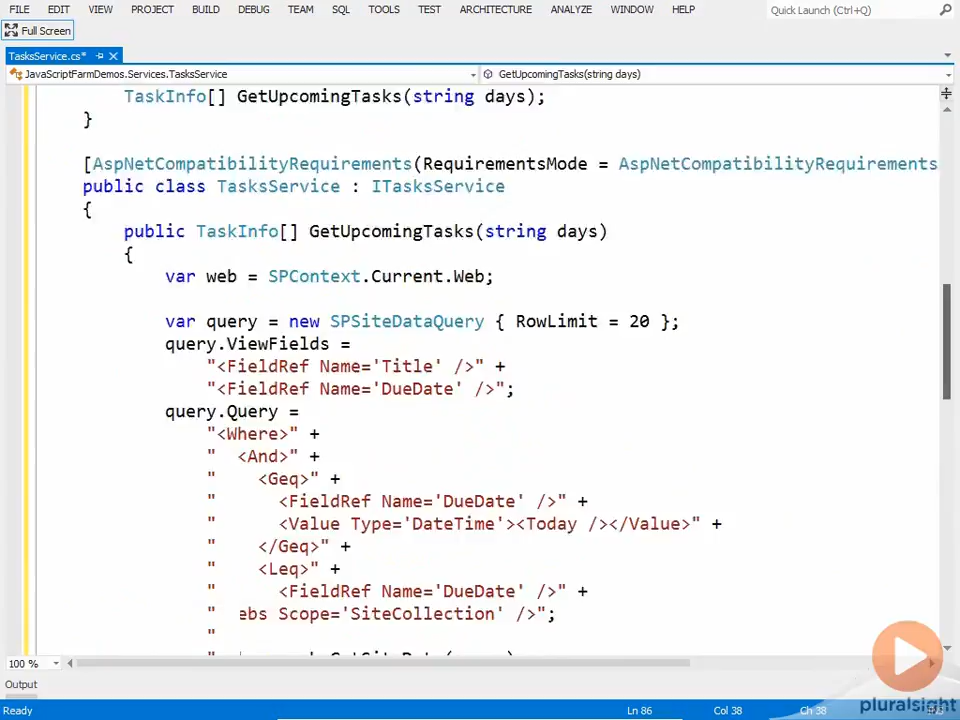 FILE EDIT VIEW PROJECT BUILD DEBUG TEAM SQL TOOLS TEST ARCHITECTURE ANALYZE WINDOW HELP Quick Launch (Ctrl+Q)
Full Screen
TasksService.cs*
JavaScriptFarmDemos.Services.TasksService GetUpcomingTasks(string days)
TaskInfo[] GetUpcomingTasks(string days);
}
[AspNetCompatibilityRequirements(RequirementsMode = AspNetCompatibilityRequirements
public class TasksService : ITasksService
{
public TaskInfo[] GetUpcomingTasks(string days)
{
var web = SPContext.Current.Web;
var query = new SPSiteDataQuery { RowLimit = 20 };
query.ViewFields =
"<FieldRef Name='Title' />" +
"<FieldRef Name='DueDate' />";
query.Query =
"<Where>" +
" <And>" +
" <Geq>" +
" <FieldRef Name='DueDate' />" +
" <Value Type='DateTime'><Today /></Value>" +
" </Geq>" +
" <Leq>" +
" <FieldRef Name='DueDate' />" +
" ebs Scope='SiteCollection' />";
"
"
100 %
Output
pluralsight
Ready Ln 86 Col 38 Ch 38